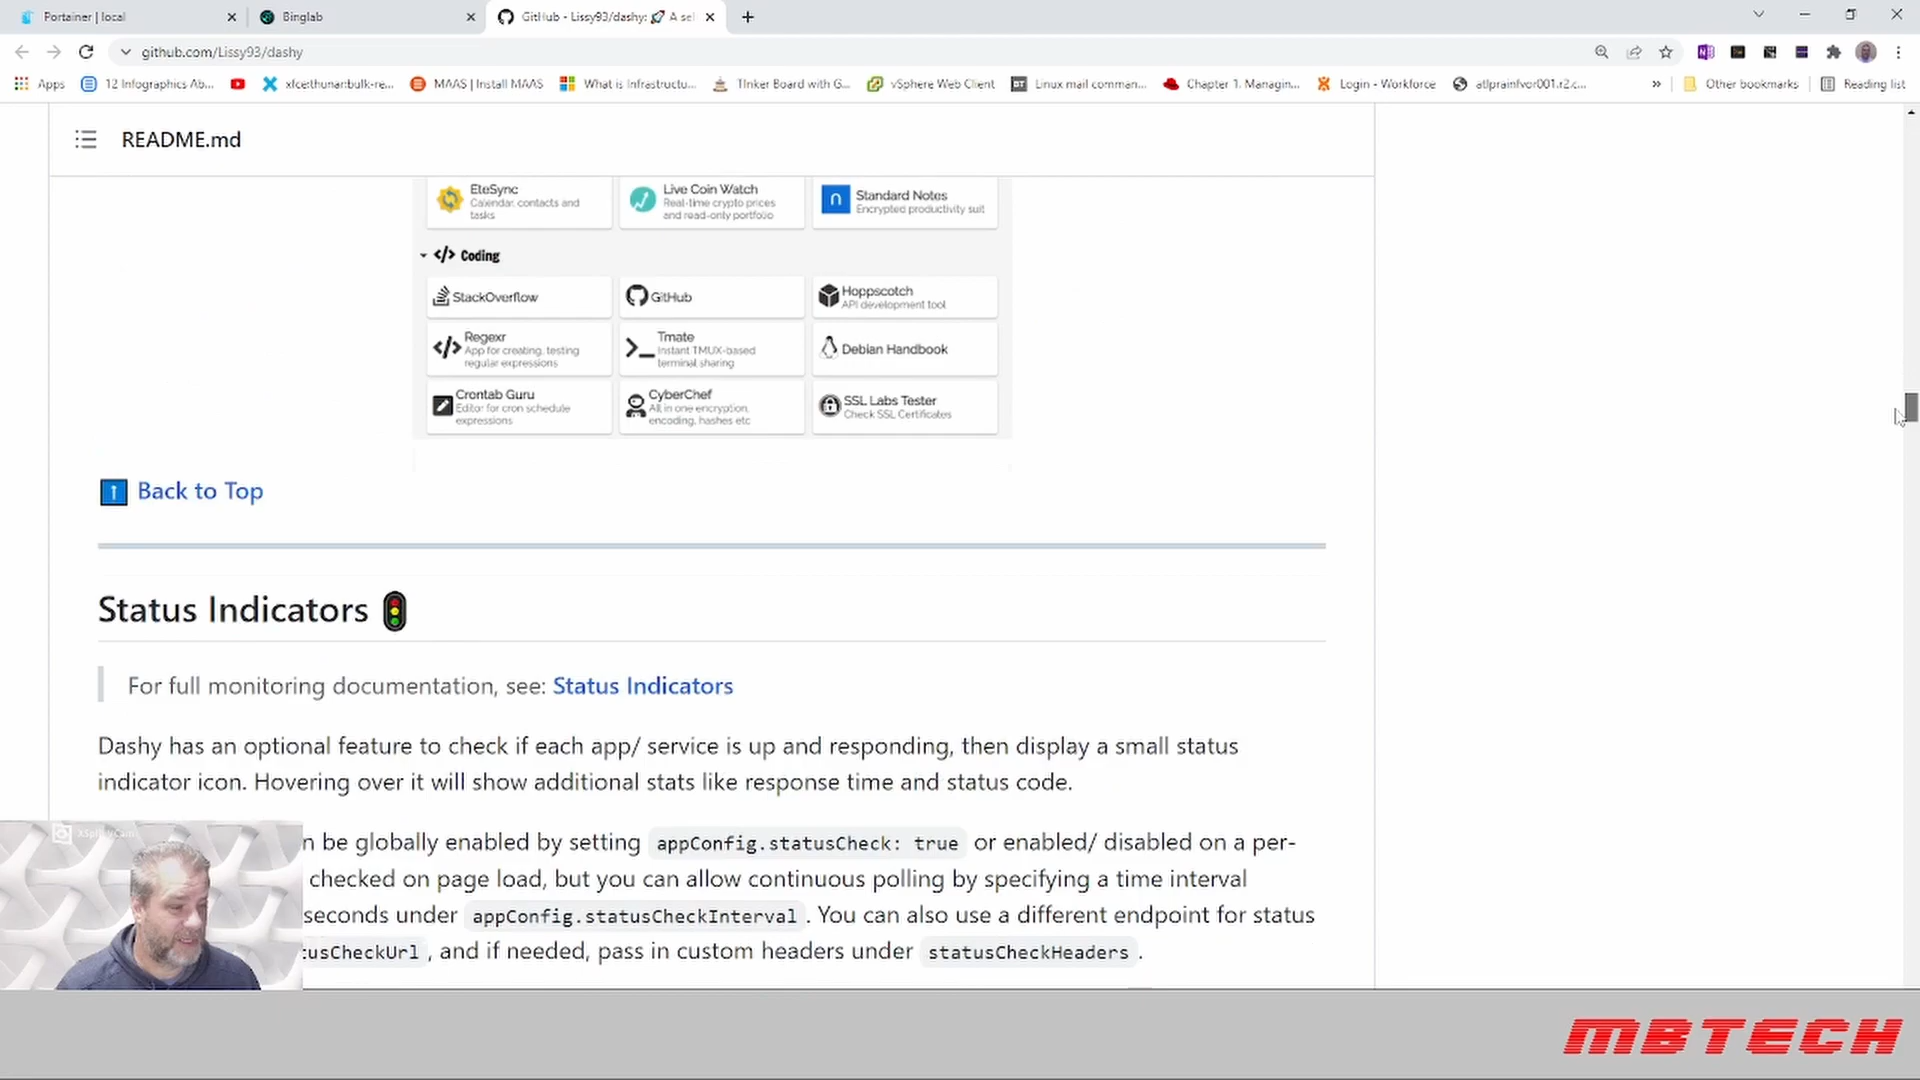 Portainer | local
Binglab
GitHub - Lissy93/dashy: 🚀 A sel
github.com/Lissy93/dashy
Apps
12 Infographics Ab...
xfce:thunar:bulk-re...
MAAS | Install MAAS
What is Infrastructu...
TInker Board with G...
vSphere Web Client
Linux mail comman...
Chapter 1. Managin...
Login - Workforce
atlprainfvor001.r2.c...
»
Other bookmarks
Reading list
README.md
EteSync
Calendar, contacts and
tasks
Live Coin Watch
Real-time crypto prices
and read-only portfolio
Standard Notes
Encrypted productivity suit
</> Coding
StackOverflow
GitHub
Hoppscotch
API development tool
Regexr
App for creating, testing
regular expressions
Tmate
Instant TMUX-based
terminal sharing
Debian Handbook
Crontab Guru
Editor for cron schedule
expressions
CyberChef
All in one encryption,
encoding, hashes etc
SSL Labs Tester
Check SSL Certificates
Back to Top
Status Indicators
For full monitoring documentation, see: Status Indicators
Dashy has an optional feature to check if each app/ service is up and responding, then display a small status
indicator icon. Hovering over it will show additional stats like response time and status code.
n be globally enabled by setting appConfig.statusCheck: true or enabled/ disabled on a per-
checked on page load, but you can allow continuous polling by specifying a time interval
seconds under appConfig.statusCheckInterval . You can also use a different endpoint for status
tusCheckUrl , and if needed, pass in custom headers under statusCheckHeaders .
XSplit VCam
MBTECH